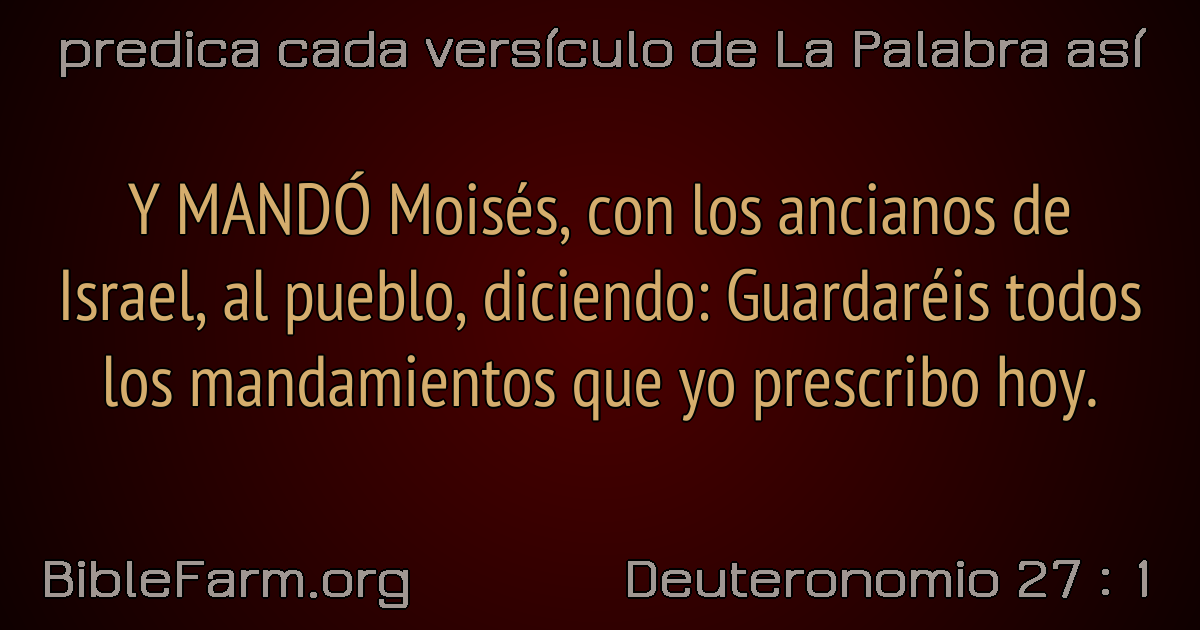 predica cada versículo de La Palabra así
Y MANDÓ Moisés, con los ancianos de
Israel, al pueblo, diciendo: Guardaréis todos
los mandamientos que yo prescribo hoy.
BibleFarm.org
Deuteronomio 27 : 1